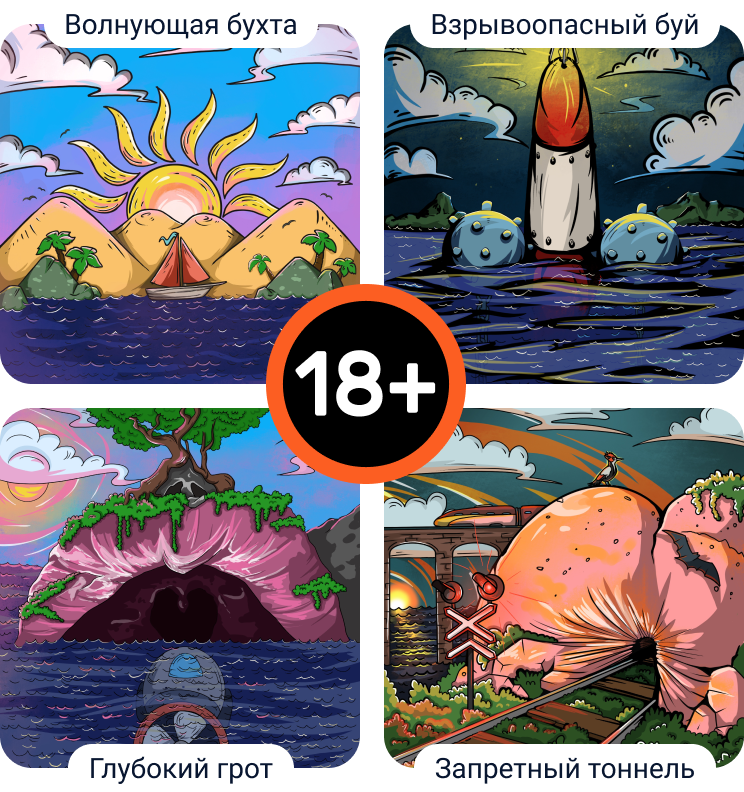 Волнующая бухта
Взрывоопасный буй
18+
Глубокий грот
Запретный тоннель